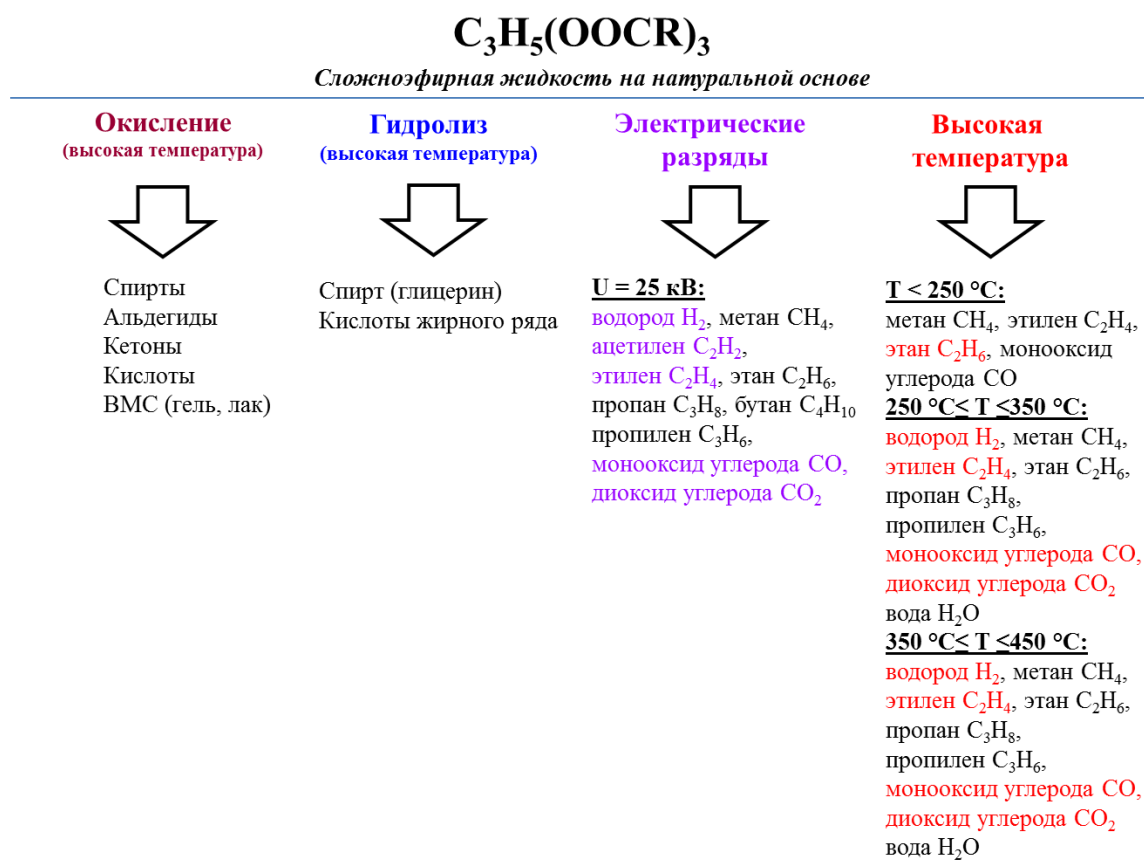 C₃H₅(OOCR)₃
Сложноэфирная жидкость на натуральной основе
Окисление
(высокая температура)
Спирты
Альдегиды
Кетоны
Кислоты
ВМС (гель, лак)
Гидролиз
(высокая температура)
Спирт (глицерин)
Кислоты жирного ряда
Электрические
разряды
U = 25 кВ:
водород H₂, метан CH₄,
ацетилен C₂H₂,
этилен C₂H₄, этан C₂H₆,
пропан C₃H₈, бутан C₄H₁₀
пропилен C₃H₆,
монооксид углерода CO,
диоксид углерода CO₂
Высокая
температура
T < 250 °C:
метан CH₄, этилен C₂H₄,
этан C₂H₆, монооксид
углерода CO
250 °C≤ T ≤350 °C:
водород H₂, метан CH₄,
этилен C₂H₄, этан C₂H₆,
пропан C₃H₈,
пропилен C₃H₆,
монооксид углерода CO,
диоксид углерода CO₂
вода H₂O
350 °C≤ T ≤450 °C:
водород H₂, метан CH₄,
этилен C₂H₄, этан C₂H₆,
пропан C₃H₈,
пропилен C₃H₆,
монооксид углерода CO,
диоксид углерода CO₂
вода H₂O